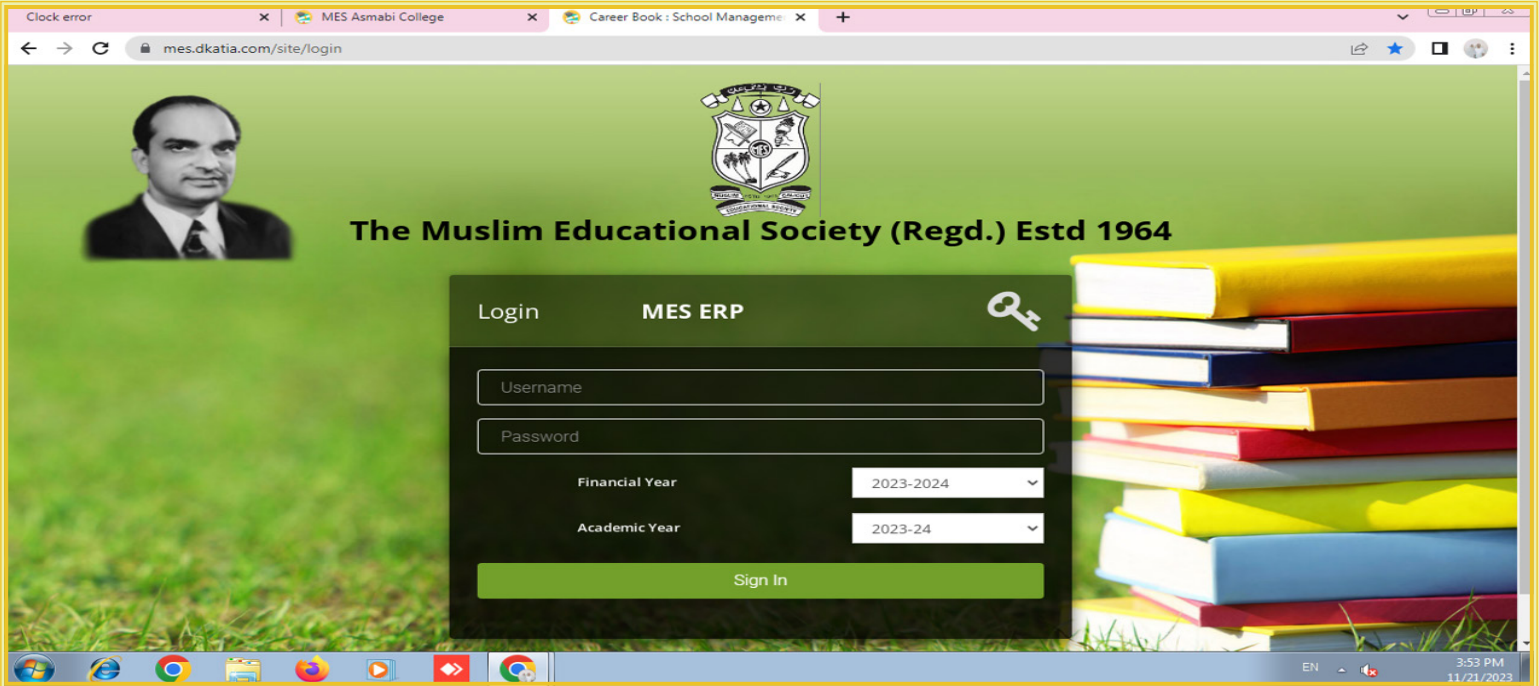 Clock error
MES Asmabi College
Career Book : School Manageme
mes.dkatia.com/site/login
MES
The Muslim Educational Society (Regd.) Estd 1964
Login MES ERP
Username
Password
Financial Year 2023-2024
Academic Year 2023-24
Sign In
EN 3:53 PM
11/21/2023